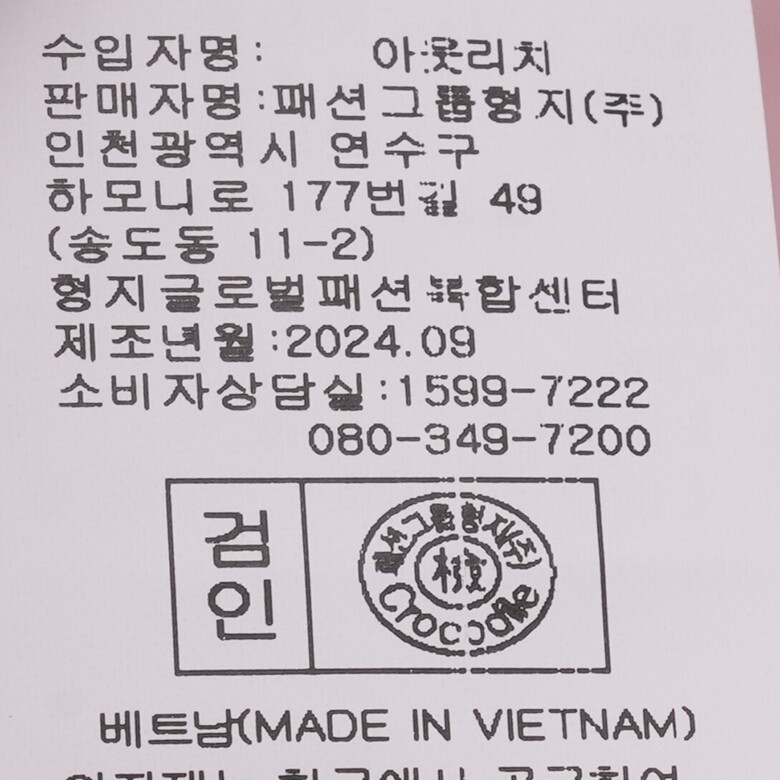 수입자명: 아웃리치
판매자명:패션그룹형지(주)
인천광역시 연수구
하모니로 177번길 49
(송도동 11-2)
형지글로벌패션복합센터
제조년월:2024.09
소비자상담실:1599-7222
080-349-7200
검인
패션그룹형지(주)
Crocodile
베트남(MADE IN VIETNAM)